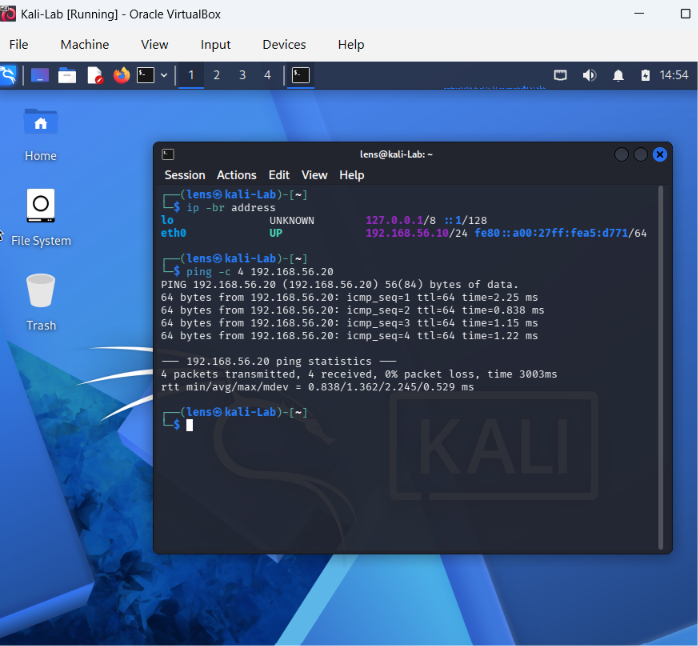 Kali-Lab [Running] - Oracle VirtualBox
File Machine View Input Devices Help
1 2 3 4 14:54
Home
File System
Trash
lens@kali-Lab: ~
Session Actions Edit View Help
┌──(lens㉿kali-Lab)-[~]
└─$ ip -br address
lo UNKNOWN 127.0.0.1/8 ::1/128
eth0 UP 192.168.56.10/24 fe80::a00:27ff:fea5:d771/64
┌──(lens㉿kali-Lab)-[~]
└─$ ping -c 4 192.168.56.20
PING 192.168.56.20 (192.168.56.20) 56(84) bytes of data.
64 bytes from 192.168.56.20: icmp_seq=1 ttl=64 time=2.25 ms
64 bytes from 192.168.56.20: icmp_seq=2 ttl=64 time=0.838 ms
64 bytes from 192.168.56.20: icmp_seq=3 ttl=64 time=1.15 ms
64 bytes from 192.168.56.20: icmp_seq=4 ttl=64 time=1.22 ms
─── 192.168.56.20 ping statistics ───
4 packets transmitted, 4 received, 0% packet loss, time 3003ms
rtt min/avg/max/mdev = 0.838/1.362/2.245/0.529 ms
┌──(lens㉿kali-Lab)-[~]
└─$
KALI